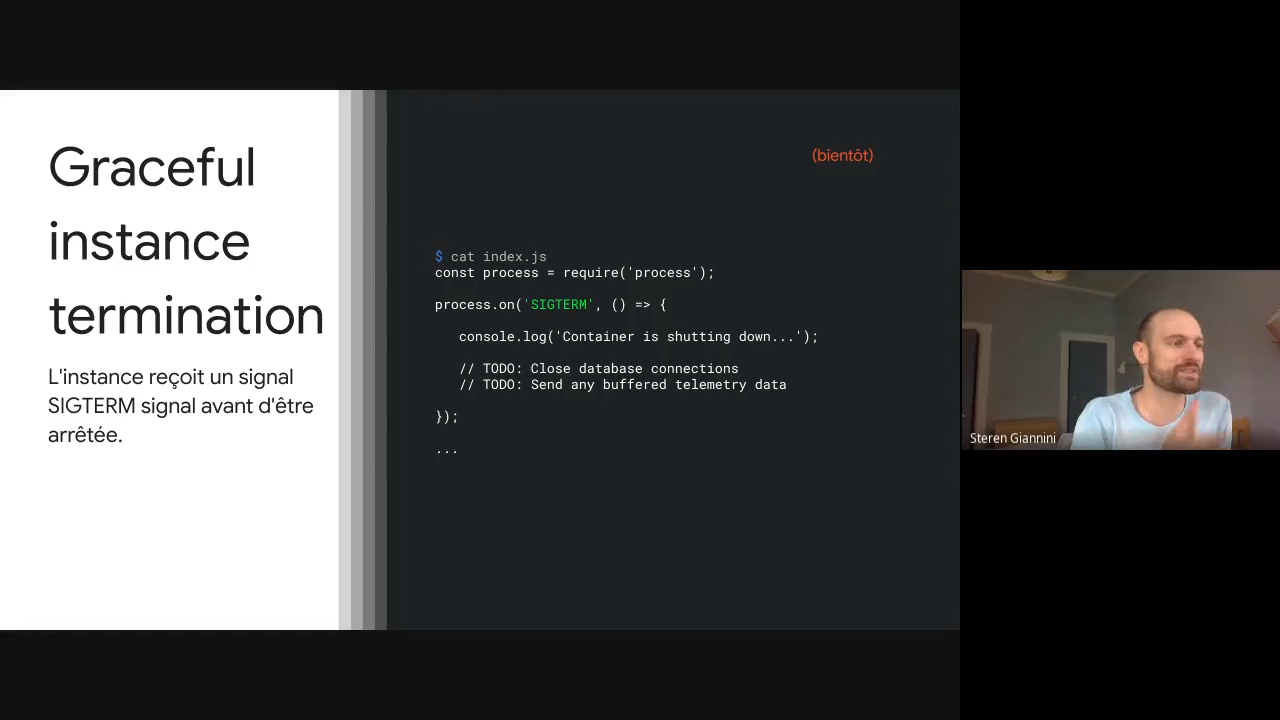 Graceful
instance
termination
L'instance reçoit un signal
SIGTERM signal avant d'être
arrêtée.
(bientôt)
$ cat index.js
const process = require('process');
process.on('SIGTERM', () => {
console.log('Container is shutting down...');
// TODO: Close database connections
// TODO: Send any buffered telemetry data
});
...
Steren Giannini